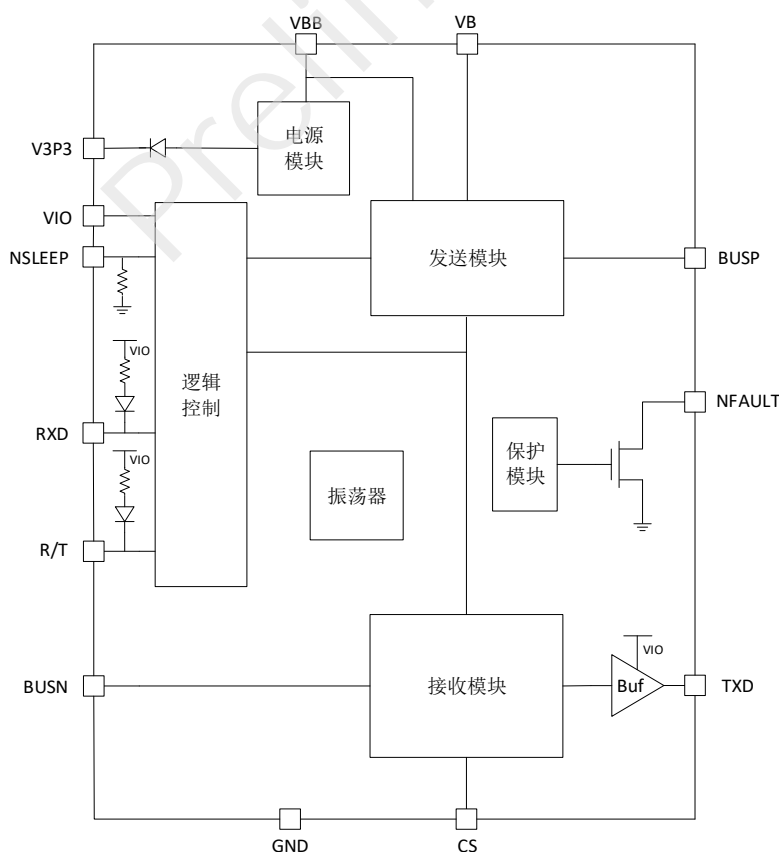 Prelimin
VBB
VB
V3P3
电源
模块
VIO
NSLEEP
发送模块
BUSP
VIO
逻辑
控制
NFAULT
RXD
保护
模块
VIO
振荡器
R/T
VIO
BUSN
接收模块
Buf
TXD
GND
CS